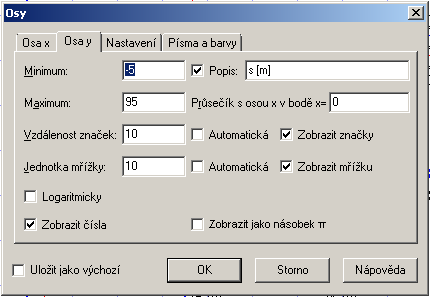 Osy
Osa x Osa y Nastavení Písma a barvy
Minimum: -5 Popis: s [m]
Maximum: 95 Průsečík s osou x v bodě x= 0
Vzdálenost značek: 10 Automatická Zobrazit značky
Jednotka mřížky: 10 Automatická Zobrazit mřížku
Logaritmicky
Zobrazit čísla Zobrazit jako násobek π
Uložit jako výchozí OK Storno Nápověda